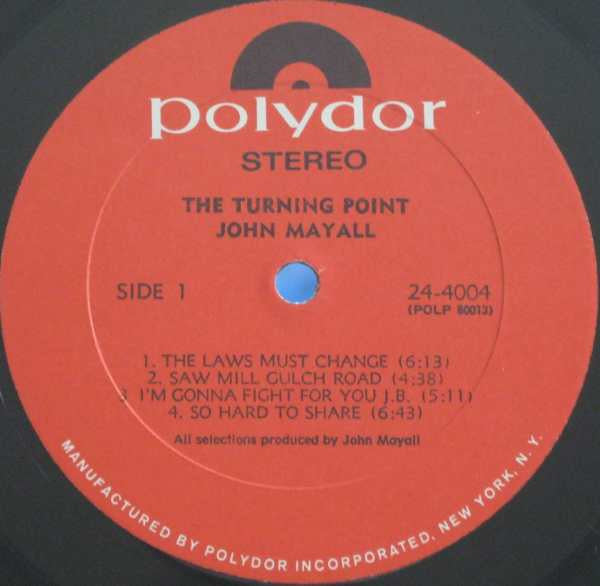 polydor
STEREO
THE TURNING POINT
JOHN MAYALL
SIDE 1
24-4004
(POLP 80013)
1. THE LAWS MUST CHANGE (6:13)
2. SAW MILL GULCH ROAD (4:38)
3 I'M GONNA FIGHT FOR YOU J.B. (5:11)
4. SO HARD TO SHARE (6:43)
All selections produced by John Mayall
MANUFACTURED BY POLYDOR INCORPORATED, NEW YORK, N. Y.